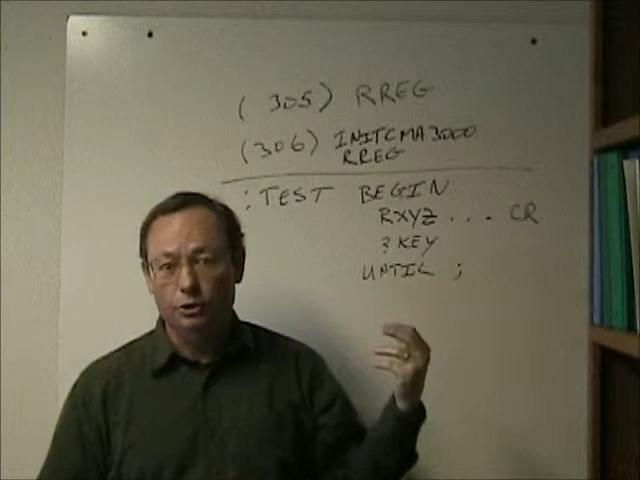 ( 305) RREG
(306) INITCMA3000
RREG
: TEST BEGIN
RXYZ . . . CR
?KEY
UNTIL ;